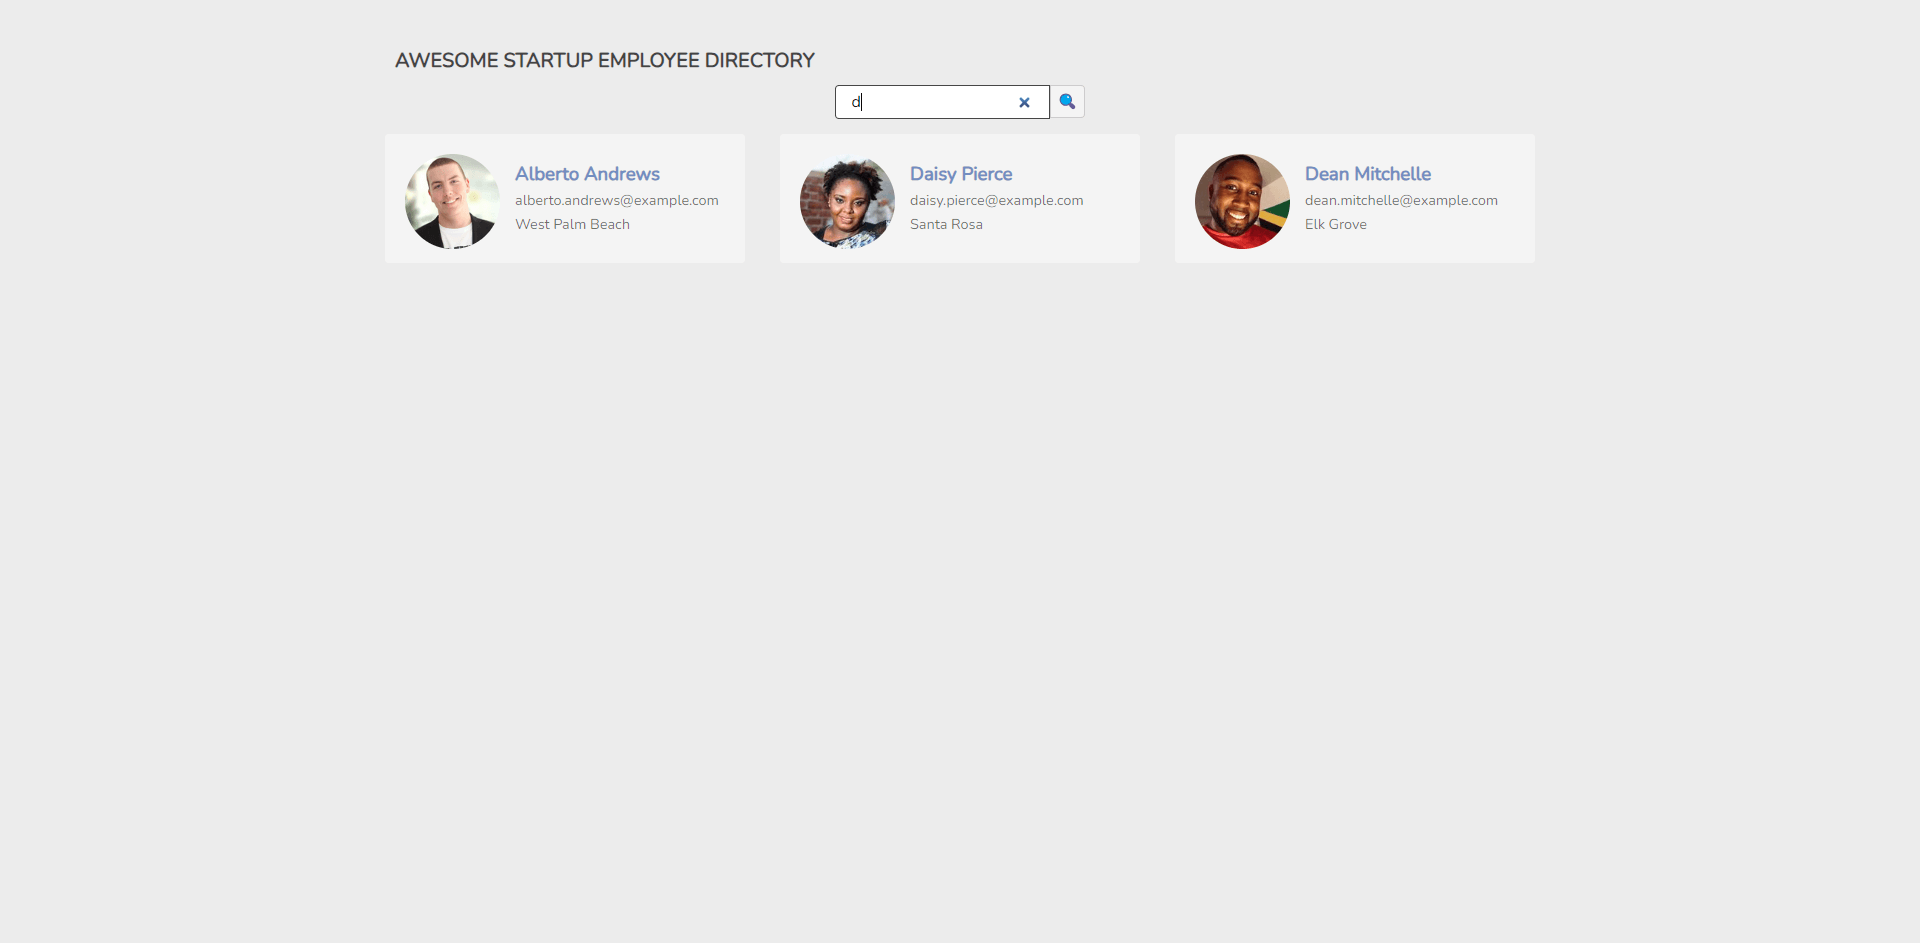 AWESOME STARTUP EMPLOYEE DIRECTORY
d
Alberto Andrews
alberto.andrews@example.com
West Palm Beach
Daisy Pierce
daisy.pierce@example.com
Santa Rosa
Dean Mitchelle
dean.mitchelle@example.com
Elk Grove